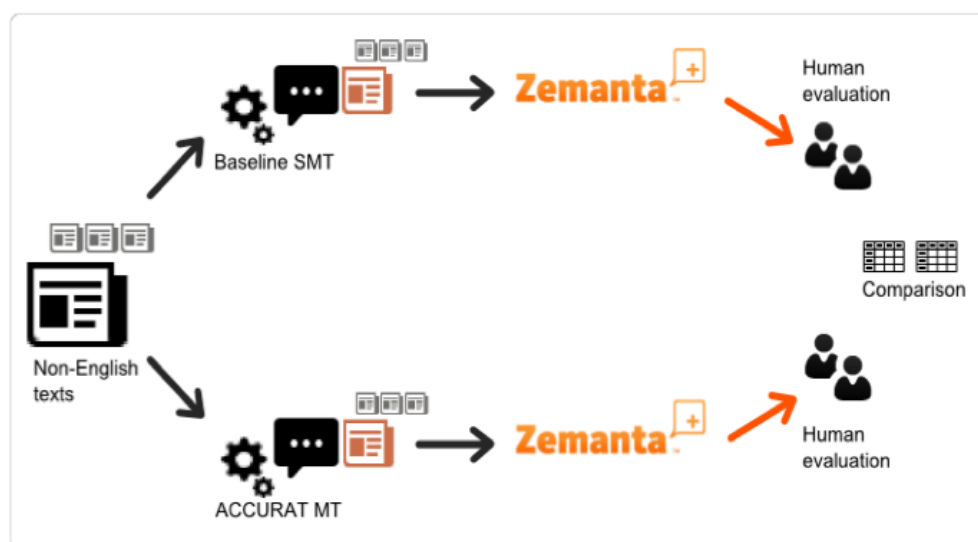 Baseline SMT
Zemanta
Human
evaluation
Non-English
texts
Comparison
ACCURAT MT
Zemanta
Human
evaluation